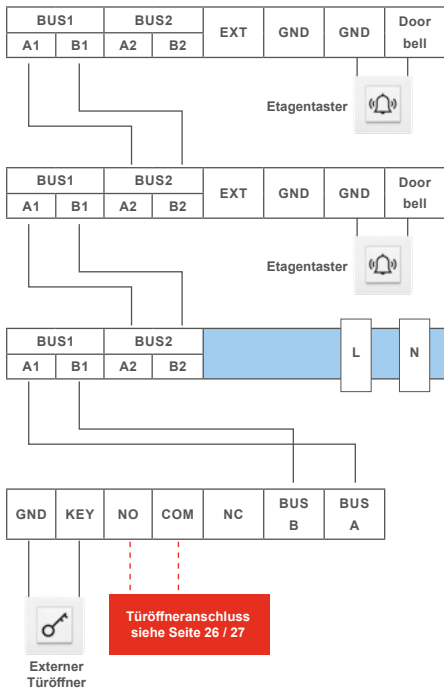 BUS1 BUS2 EXT GND GND Door bell
A1 B1 A2 B2
Etagentaster
BUS1 BUS2 EXT GND GND Door bell
A1 B1 A2 B2
Etagentaster
BUS1 BUS2 L N
A1 B1 A2 B2
GND KEY NO COM NC BUS B BUS A
Türöffneranschluss
siehe Seite 26 / 27
Externer
Türöffner